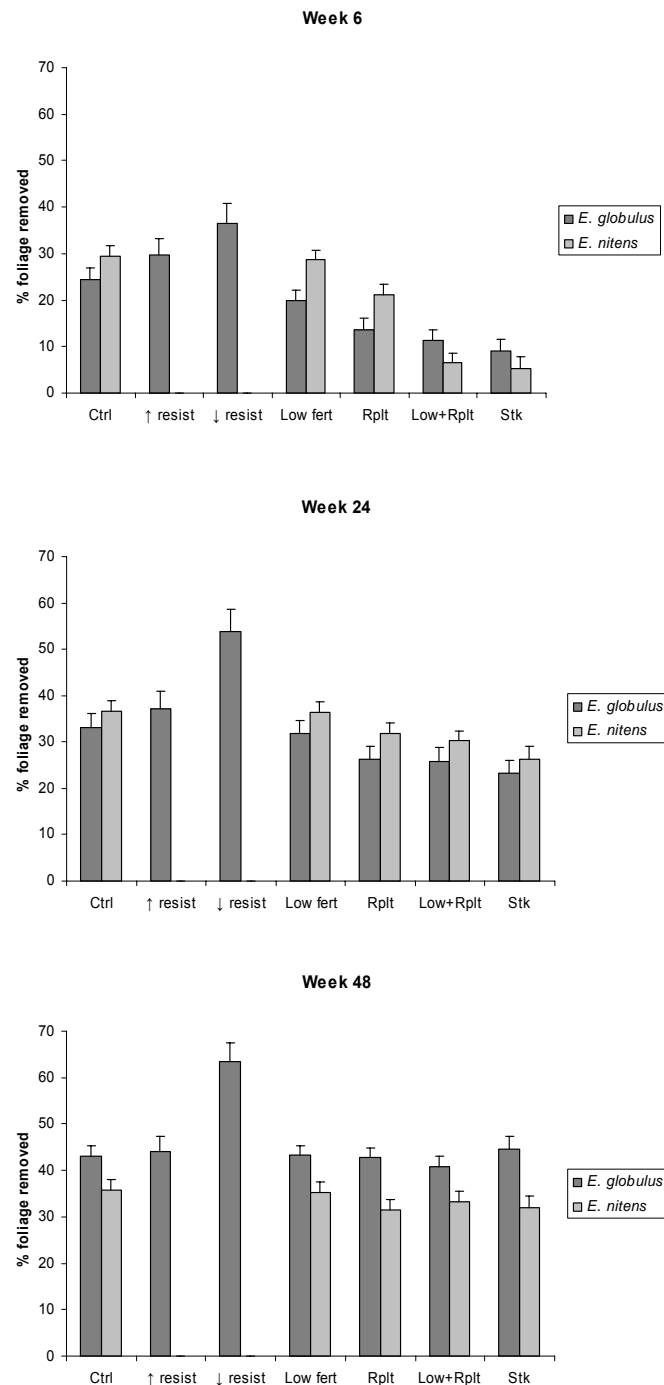 Week 6
% foliage removed
70
60
50
40
30
20
10
0
Ctrl ↑ resist ↓ resist Low fert Rplt Low+Rplt Stk
E. globulus
E. nitens
Week 24
% foliage removed
70
60
50
40
30
20
10
0
Ctrl ↑ resist ↓ resist Low fert Rplt Low+Rplt Stk
E. globulus
E. nitens
Week 48
% foliage removed
70
60
50
40
30
20
10
0
Ctrl ↑ resist ↓ resist Low fert Rplt Low+Rplt Stk
E. globulus
E. nitens